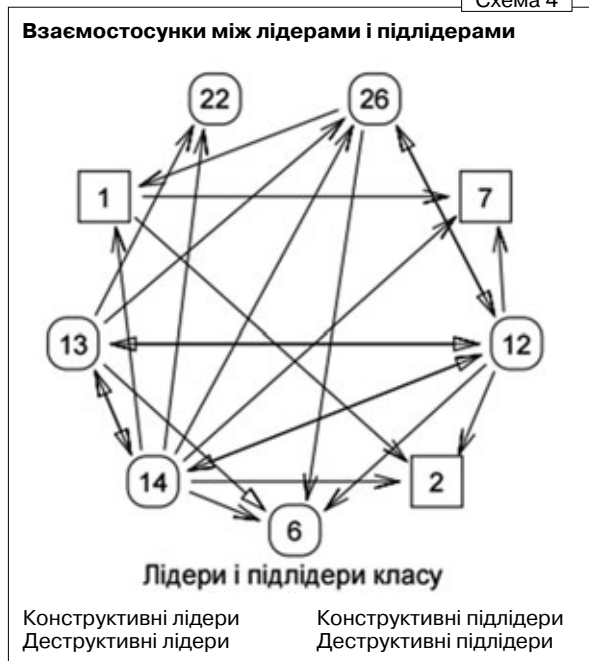 Схема 4
Взаємостосунки між лідерами і підлідерами
22 26
1 7
13 12
14 2
6
Лідери і підлідери класу
Конструктивні лідери Конструктивні підлідери
Деструктивні лідери Деструктивні підлідери